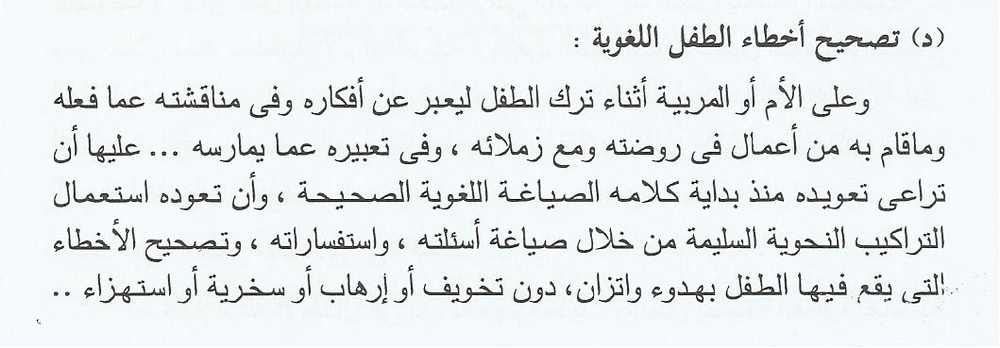 (د) تصحيح أخطاء الطفل اللغوية :
وعلى الأم أو المربية أثناء ترك الطفل ليعبر عن أفكاره وفى مناقشته عما فعله
وماقام به من أعمال فى روضته ومع زملائه ، وفى تعبيره عما يمارسه ... عليها أن
تراعى تعويده منذ بداية كلامه الصياغة اللغوية الصحيحة ، وأن تعوده استعمال
التراكيب النحوية السليمة من خلال صياغة أسئلته ، واستفساراته ، وتصحيح الأخطاء
التى يقع فيها الطفل بهدوء واتزان، دون تخويف أو إرهاب أو سخرية أو استهزاء ..